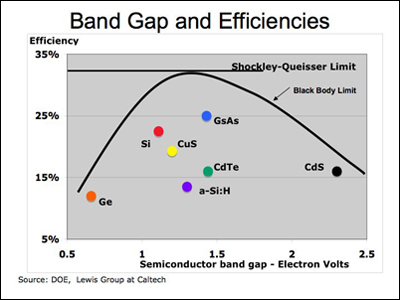 Band Gap and Efficiencies
Efficiency
35%
Shockley-Queisser Limit
Black Body Limit
25%
GsAs
Si
CuS
CdTe
CdS
15%
a-Si:H
Ge
5%
0.5
1
1.5
2
2.5
Semiconductor band gap - Electron Volts
Source: DOE, Lewis Group at Caltech